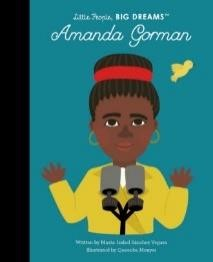 Little People, BIG DREAMS™
Amanda Gorman
Written by Maria Isabel Sánchez Vegara
Illustrated by Queenbe Monyei